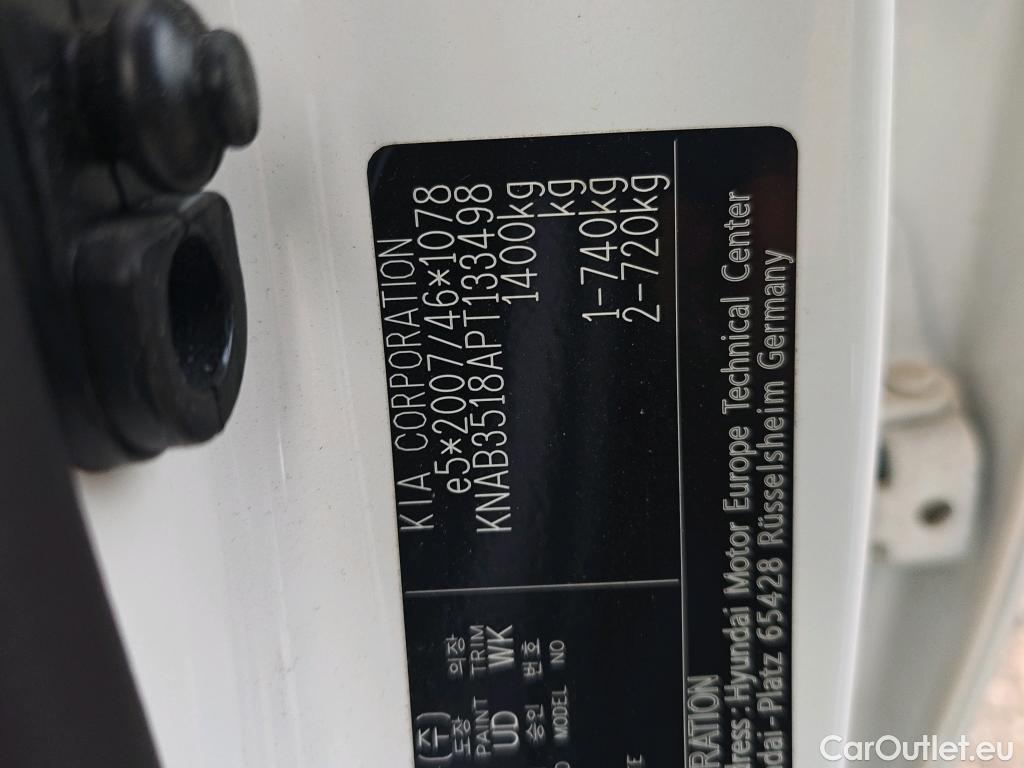 KIA CORPORATION
e5*2007/46*1078
KNAB3518APT133498
1400kg
kg
1-740kg
2-720kg
(주)
도장 의장
PAINT TRIM
UD WK
승인 번호
MODEL NO
RATION
dress : Hyundai Motor Europe Technical Center
dai-Platz 65428 Rüsselsheim Germany
CarOutlet.eu